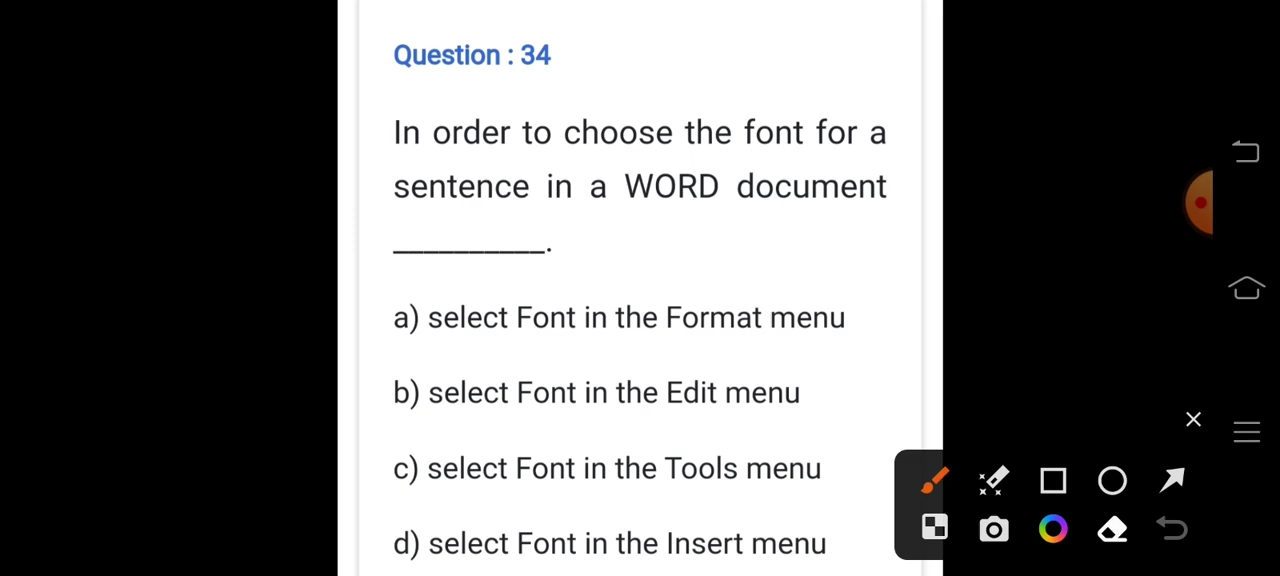 Question : 34
In order to choose the font for a
sentence in a WORD document
__________.
a) select Font in the Format menu
b) select Font in the Edit menu
c) select Font in the Tools menu
d) select Font in the Insert menu